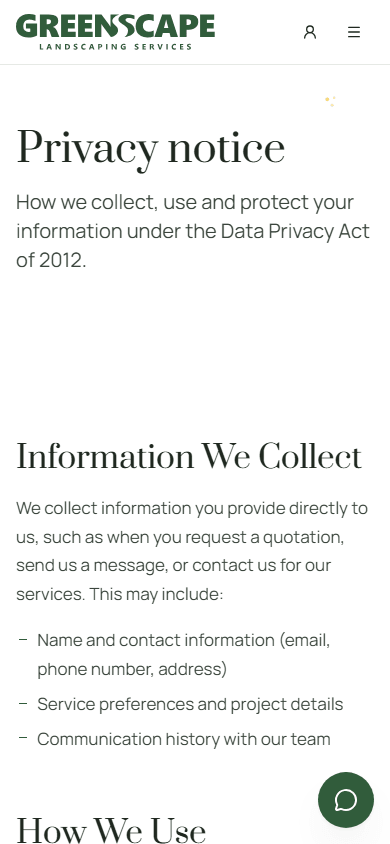 GREENSCAPE
LANDSCAPING SERVICES
Privacy notice
How we collect, use and protect your
information under the Data Privacy Act
of 2012.
Information We Collect
We collect information you provide directly to
us, such as when you request a quotation,
send us a message, or contact us for our
services. This may include:
– Name and contact information (email,
phone number, address)
– Service preferences and project details
– Communication history with our team
How We Use